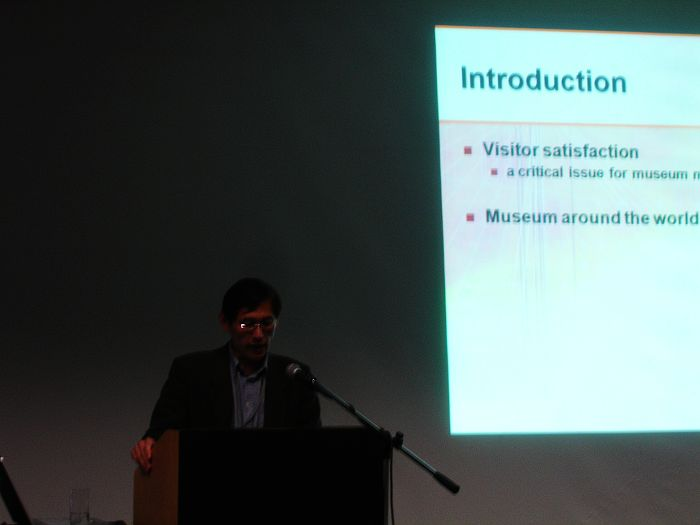 Introduction
Visitor satisfaction
a critical issue for museum
Museum around the world